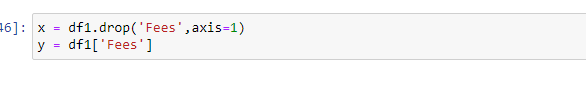 46]: x = df1.drop('Fees',axis=1)
y = df1['Fees']